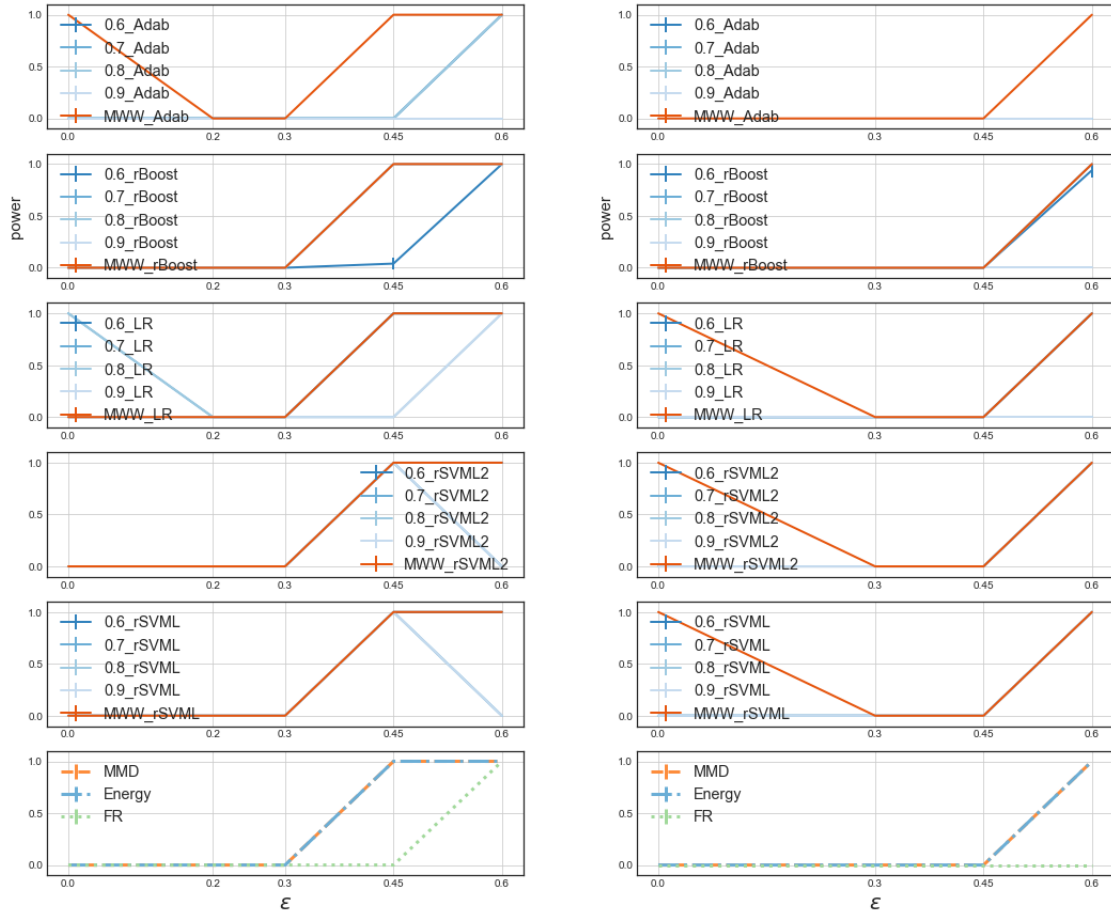 1.0
0.5
0.0
0.6_Adab
0.7_Adab
0.8_Adab
0.9_Adab
MWW_Adab
0.0
0.2
0.3
0.45
0.6
1.0
0.5
0.0
0.6_Adab
0.7_Adab
0.8_Adab
0.9_Adab
MWW_Adab
0.0
0.3
0.45
0.6
power
1.0
0.5
0.0
0.6_rBoost
0.7_rBoost
0.8_rBoost
0.9_rBoost
MWW_rBoost
0.0
0.2
0.3
0.45
0.6
power
1.0
0.5
0.0
0.6_rBoost
0.7_rBoost
0.8_rBoost
0.9_rBoost
MWW_rBoost
0.0
0.3
0.45
0.6
1.0
0.5
0.0
0.6_LR
0.7_LR
0.8_LR
0.9_LR
MWW_LR
0.0
0.2
0.3
0.45
0.6
1.0
0.5
0.0
0.6_LR
0.7_LR
0.8_LR
0.9_LR
MWW_LR
0.0
0.3
0.45
0.6
1.0
0.5
0.0
0.6_rSVML2
0.7_rSVML2
0.8_rSVML2
0.9_rSVML2
MWW_rSVML2
0.0
0.2
0.3
0.45
0.6
1.0
0.5
0.0
0.6_rSVML2
0.7_rSVML2
0.8_rSVML2
0.9_rSVML2
MWW_rSVML2
0.0
0.3
0.45
0.6
1.0
0.5
0.0
0.6_rSVML
0.7_rSVML
0.8_rSVML
0.9_rSVML
MWW_rSVML
0.0
0.2
0.3
0.45
0.6
1.0
0.5
0.0
0.6_rSVML
0.7_rSVML
0.8_rSVML
0.9_rSVML
MWW_rSVML
0.0
0.3
0.45
0.6
1.0
0.5
0.0
MMD
Energy
FR
0.0
0.2
0.3
0.45
0.6
ε
1.0
0.5
0.0
MMD
Energy
FR
0.0
0.3
0.45
0.6
ε